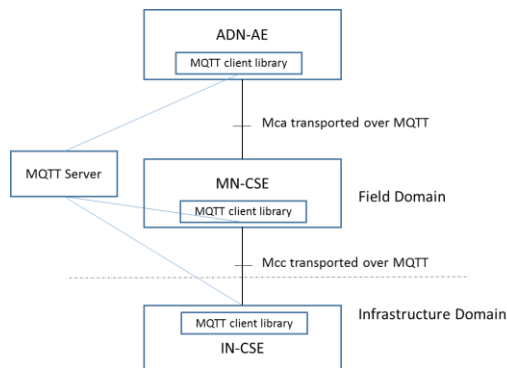 ADN-AE
MQTT client library
Mca transported over MQTT
MQTT Server
MN-CSE
MQTT client library
Field Domain
Mcc transported over MQTT
Infrastructure Domain
MQTT client library
IN-CSE